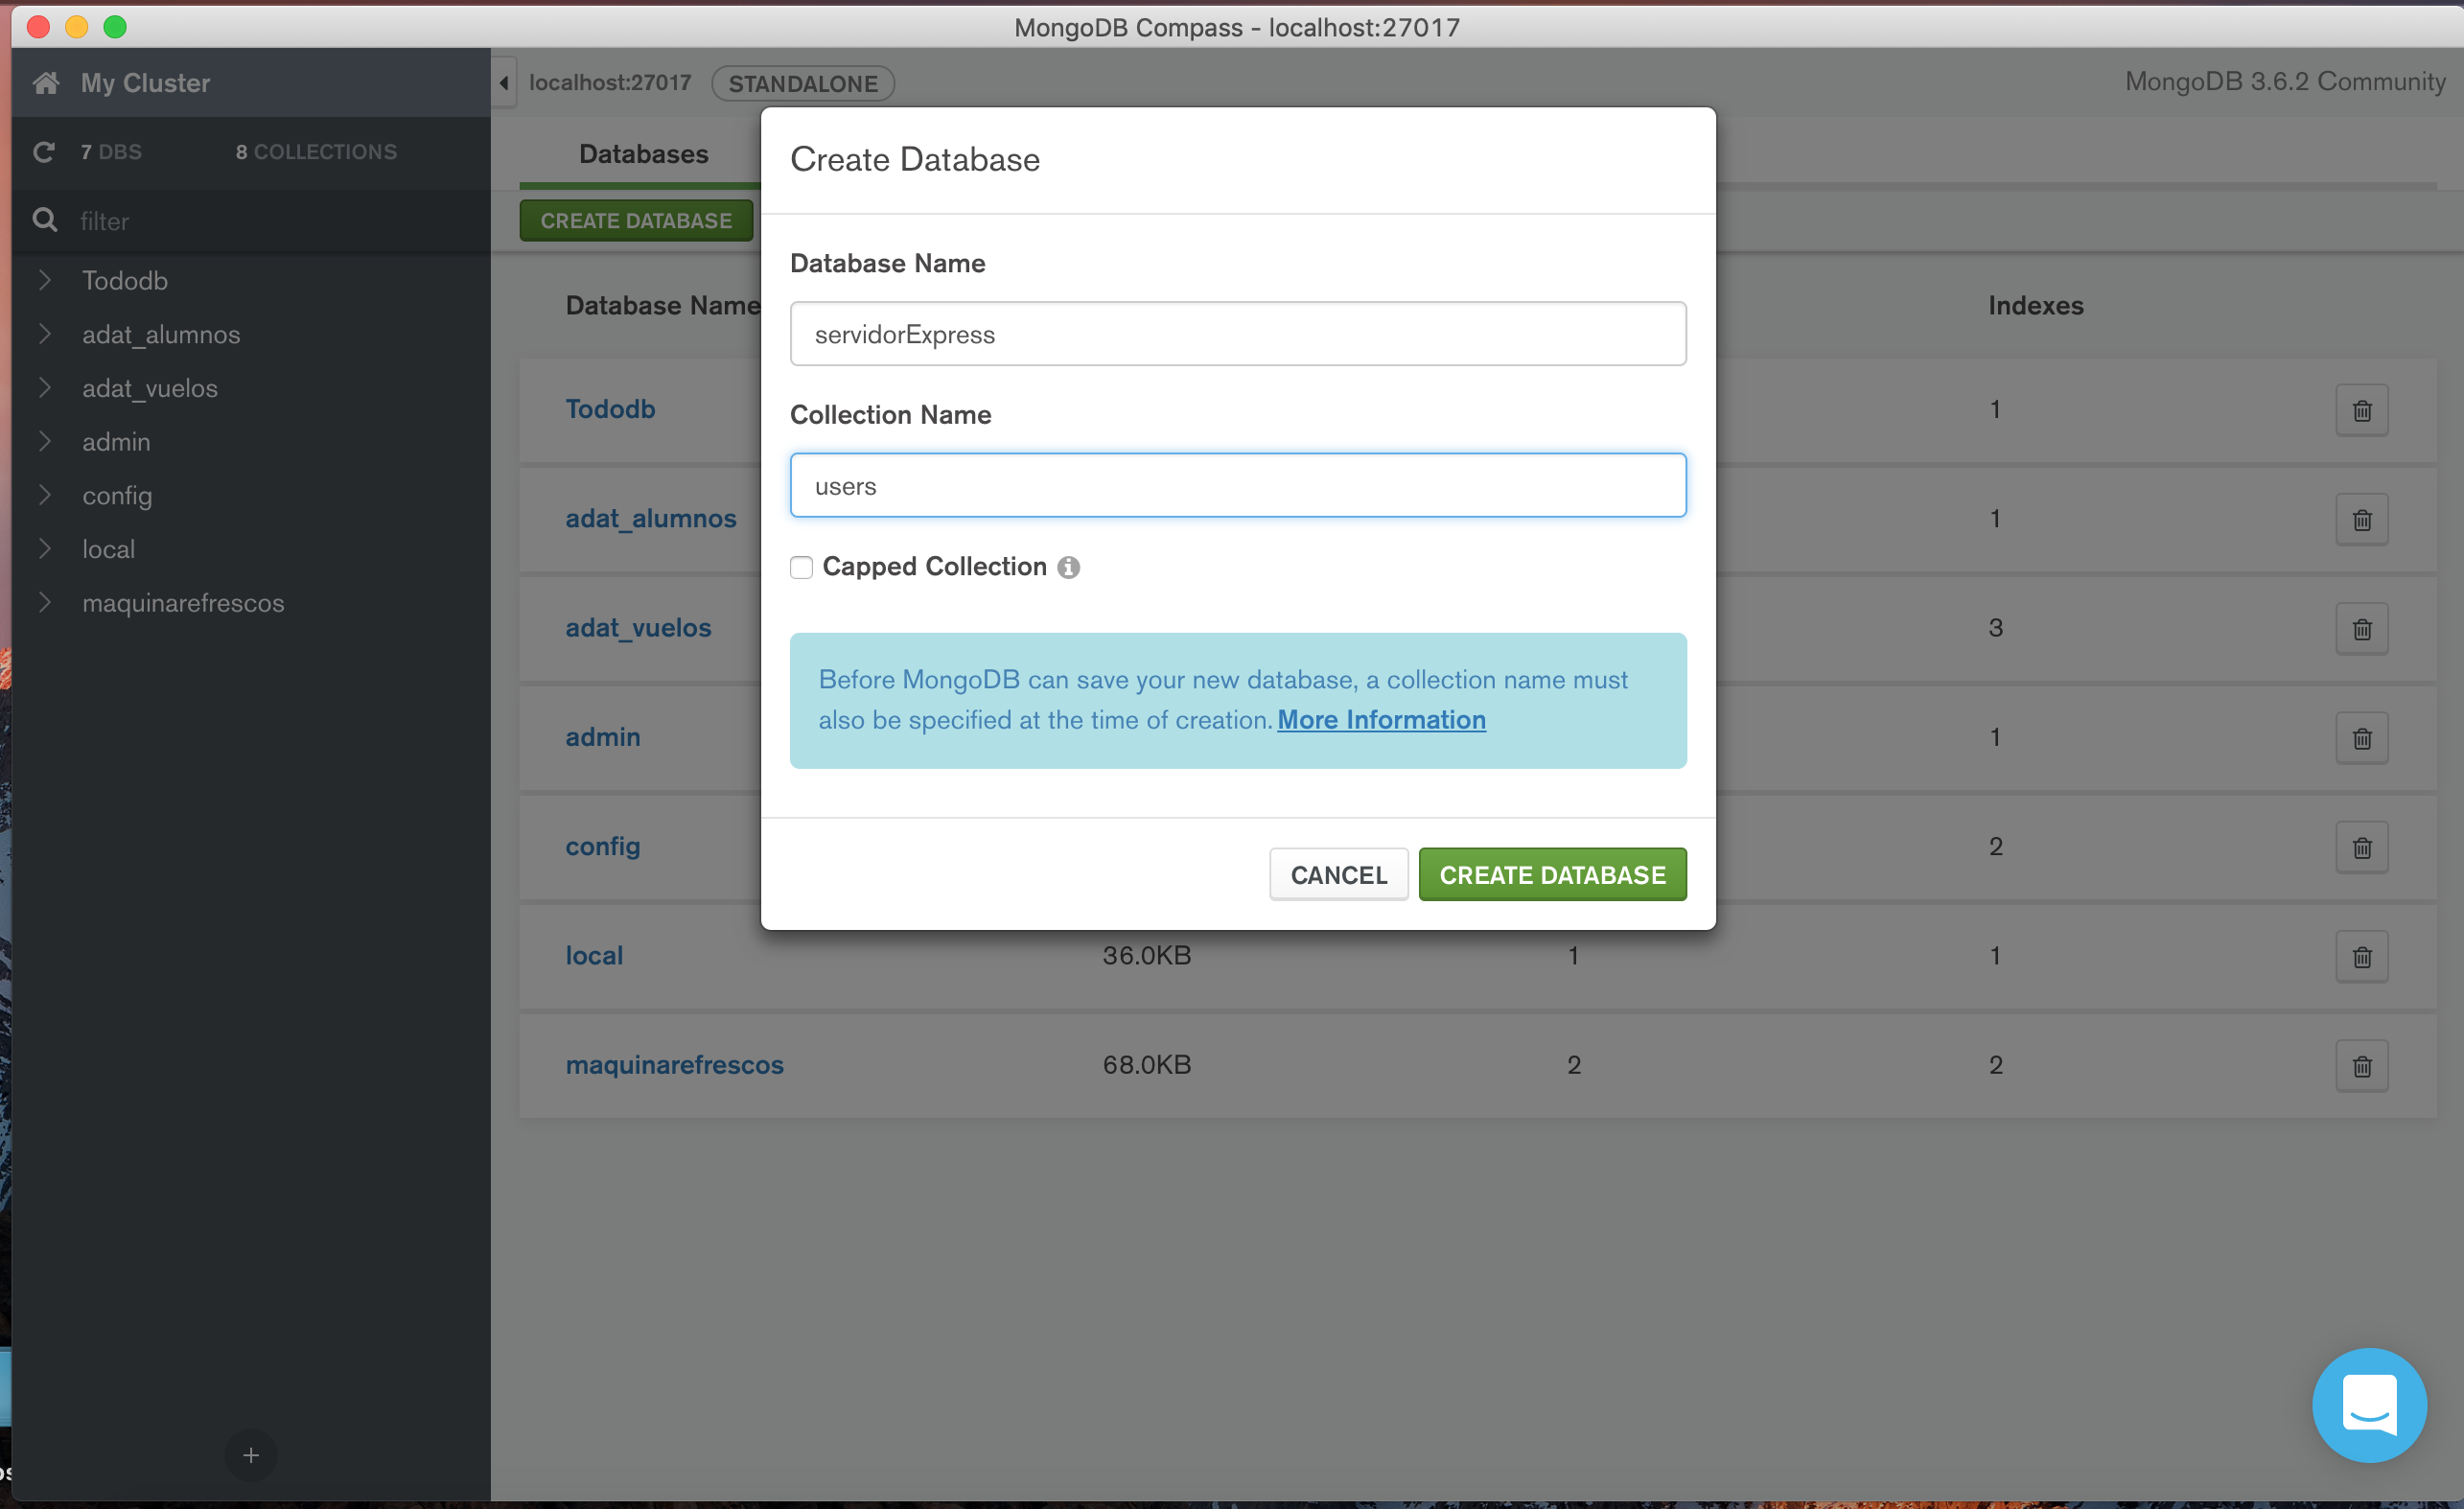 MongoDB Compass - localhost:27017
My Cluster
localhost:27017 STANDALONE
MongoDB 3.6.2 Community
7 DBS 8 COLLECTIONS
filter
Tododb
adat_alumnos
adat_vuelos
admin
config
local
maquinarefrescos
Databases
CREATE DATABASE
Database Name
Indexes
Tododb 1
adat_alumnos 1
adat_vuelos 3
admin 1
config 2
local 36.0KB 1 1
maquinarefrescos 68.0KB 2 2
Create Database
Database Name
servidorExpress
Collection Name
users
Capped Collection
Before MongoDB can save your new database, a collection name must
also be specified at the time of creation. More Information
CANCEL CREATE DATABASE